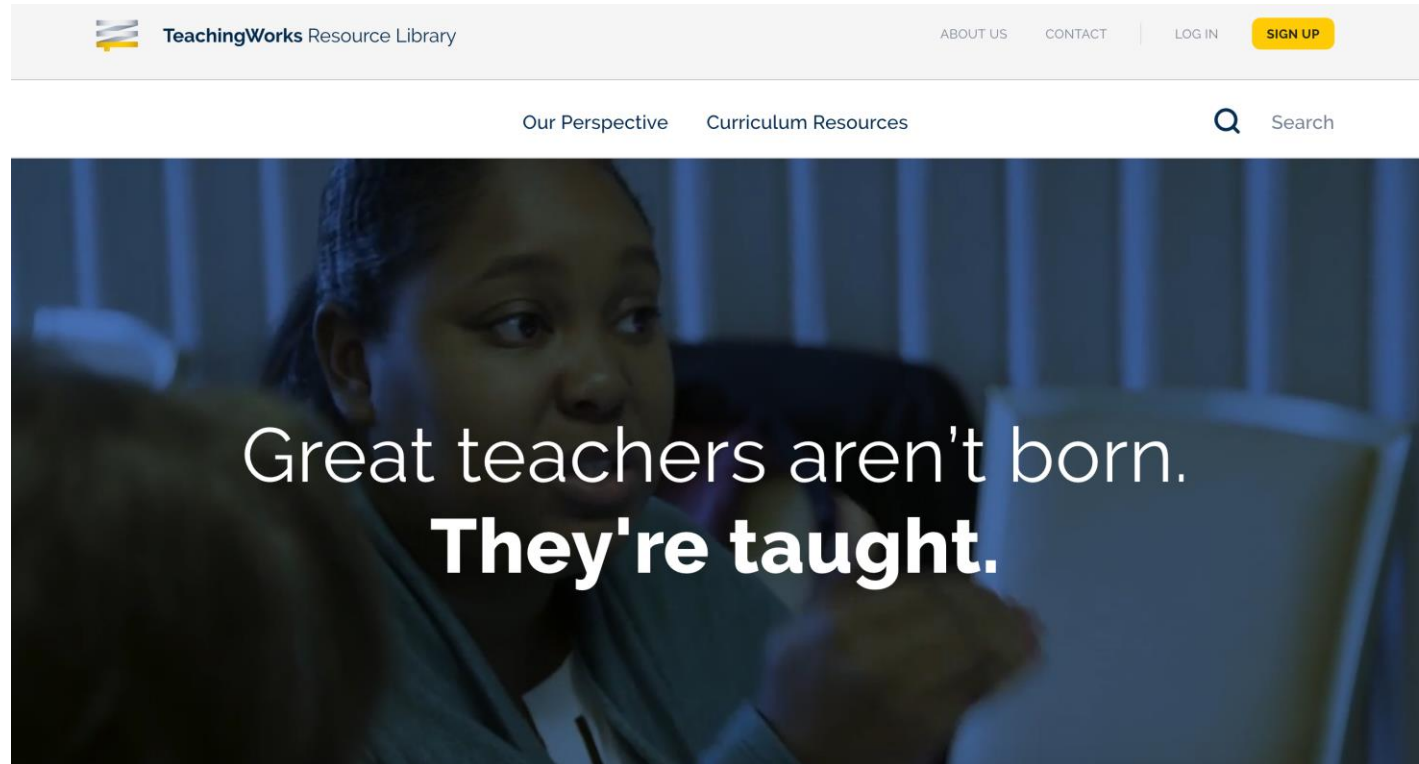 TeachingWorks Resource Library
ABOUT US CONTACT LOG IN SIGN UP
Our Perspective Curriculum Resources Search
Great teachers aren’t born.
They're taught.